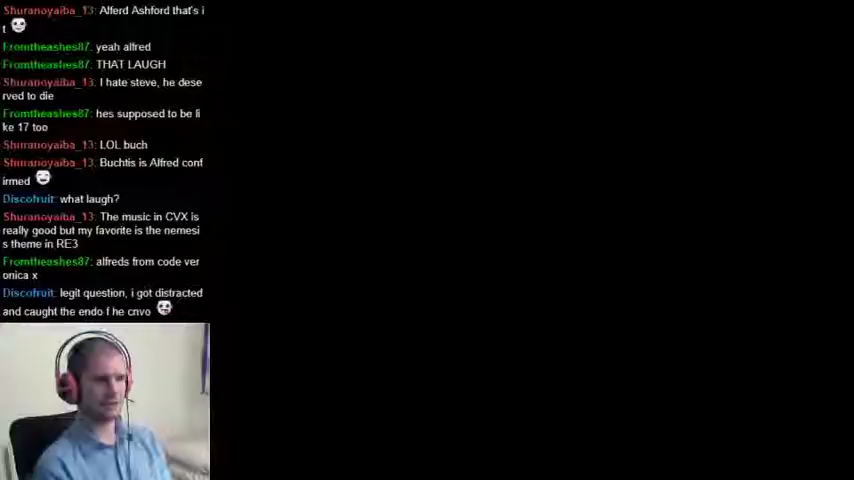 Shuranoyaiba_13: Alferd Ashford that's i
t
Fromtheashes87: yeah alfred
Fromtheashes87: THAT LAUGH
Shuranoyaiba_13: I hate steve, he dese
rved to die
Fromtheashes87: hes supposed to be li
ke 17 too
Shuranoyaiba_13: LOL buch
Shuranoyaiba_13: Buchtis is Alfred conf
irmed
Discofruit: what laugh?
Shuranoyaiba_13: The music in CVX is
really good but my favorite is the nemesi
s theme in RE3
Fromtheashes87: alfreds from code ver
onica x
Discofruit: legit question, i got distracted
and caught the endo f he cnvo